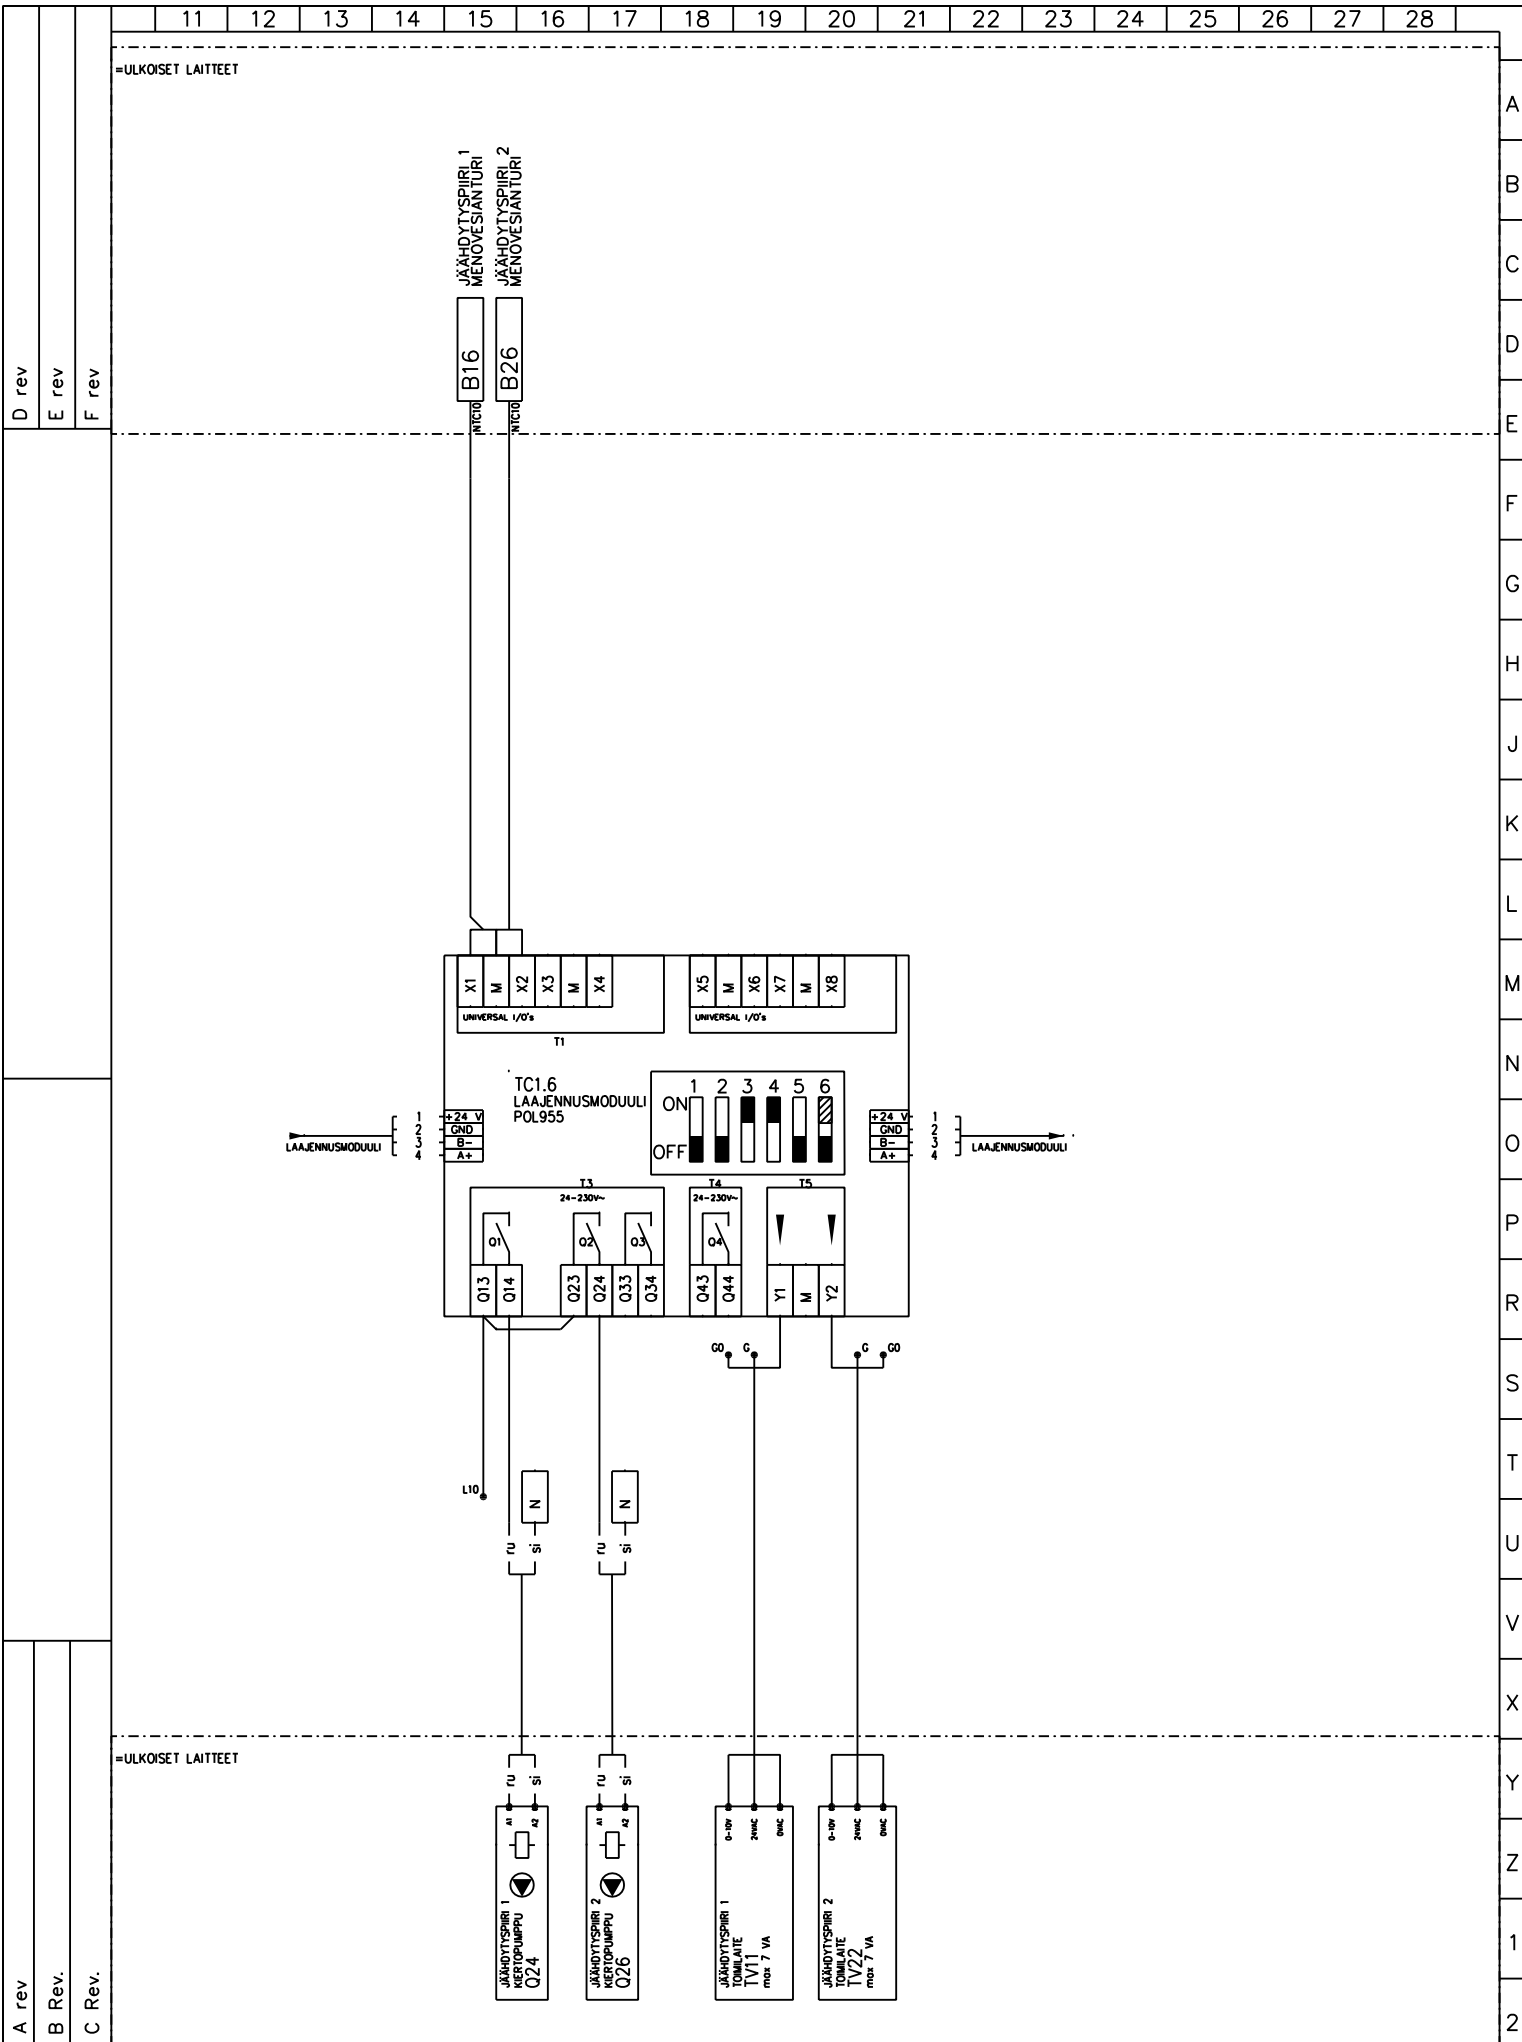 11 12 13 14 15 16 17 18 19 20 21 22 23 24 25 26 27 28
=ULKOISET LAITTEET
A
B
C
D
E
F
G
H
J
K
L
M
N
O
P
R
S
T
U
V
X
Y
Z
1
2
D rev
E rev
F rev
A rev
B Rev.
C Rev.
JÄÄHDYTYSPIIRI 1
MENOVESIANTURI
JÄÄHDYTYSPIIRI 2
MENOVESIANTURI
B16
B26
NTC10
NTC10
X1 M X2 X3 M X4
X5 M X6 X7 M X8
UNIVERSAL I/O's
UNIVERSAL I/O's
T1
TC1.6
LAAJENNUSMODUULI
POL955
1 2 3 4 5 6
ON
OFF
1 +24 V
2 GND
3 B-
4 A+
LAAJENNUSMODUULI
+24 V 1
GND 2
B- 3
A+ 4
LAAJENNUSMODUULI
T3
24-230V~
T4
24-230V~
T5
Q1 Q2 Q3 Q4
Q13 Q14 Q23 Q24 Q33 Q34 Q43 Q44 Y1 M Y2
G0 G G G0
L10
N
N
ru si
ru si
=ULKOISET LAITTEET
ru si
ru si
A1 A2
A1 A2
0-10V 24VAC 0VAC
0-10V 24VAC 0VAC
JÄÄHDYTYSPIIRI 1
KIERTOPUMPPU
Q24
JÄÄHDYTYSPIIRI 2
KIERTOPUMPPU
Q26
JÄÄHDYTYSPIIRI 1
TOIMILAITE
TV11
max 7 VA
JÄÄHDYTYSPIIRI 2
TOIMILAITE
TV22
max 7 VA